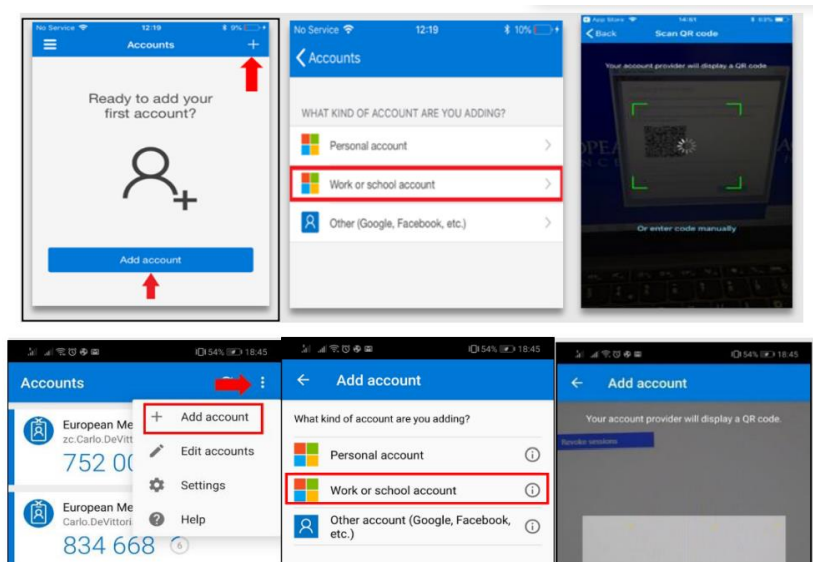 No Service 12:19 9%
Accounts
+
Ready to add your
first account?
Add account
No Service 12:19 10%
Accounts
WHAT KIND OF ACCOUNT ARE YOU ADDING?
Personal account
Work or school account
Other (Google, Facebook, etc.)
App Store 14:51
Back Scan QR code
Your account provider will display a QR code
Or enter code manually
54% 18:45
Accounts
European Me
zc.Carlo.DeVitt
752 0
European Me
Carlo.DeVittori
834 668 6
+ Add account
Edit accounts
Settings
Help
54% 18:45
Add account
What kind of account are you adding?
Personal account
Work or school account
Other account (Google, Facebook,
etc.)
54% 18:45
Add account
Your account provider will display a QR code.
Revoke sessions